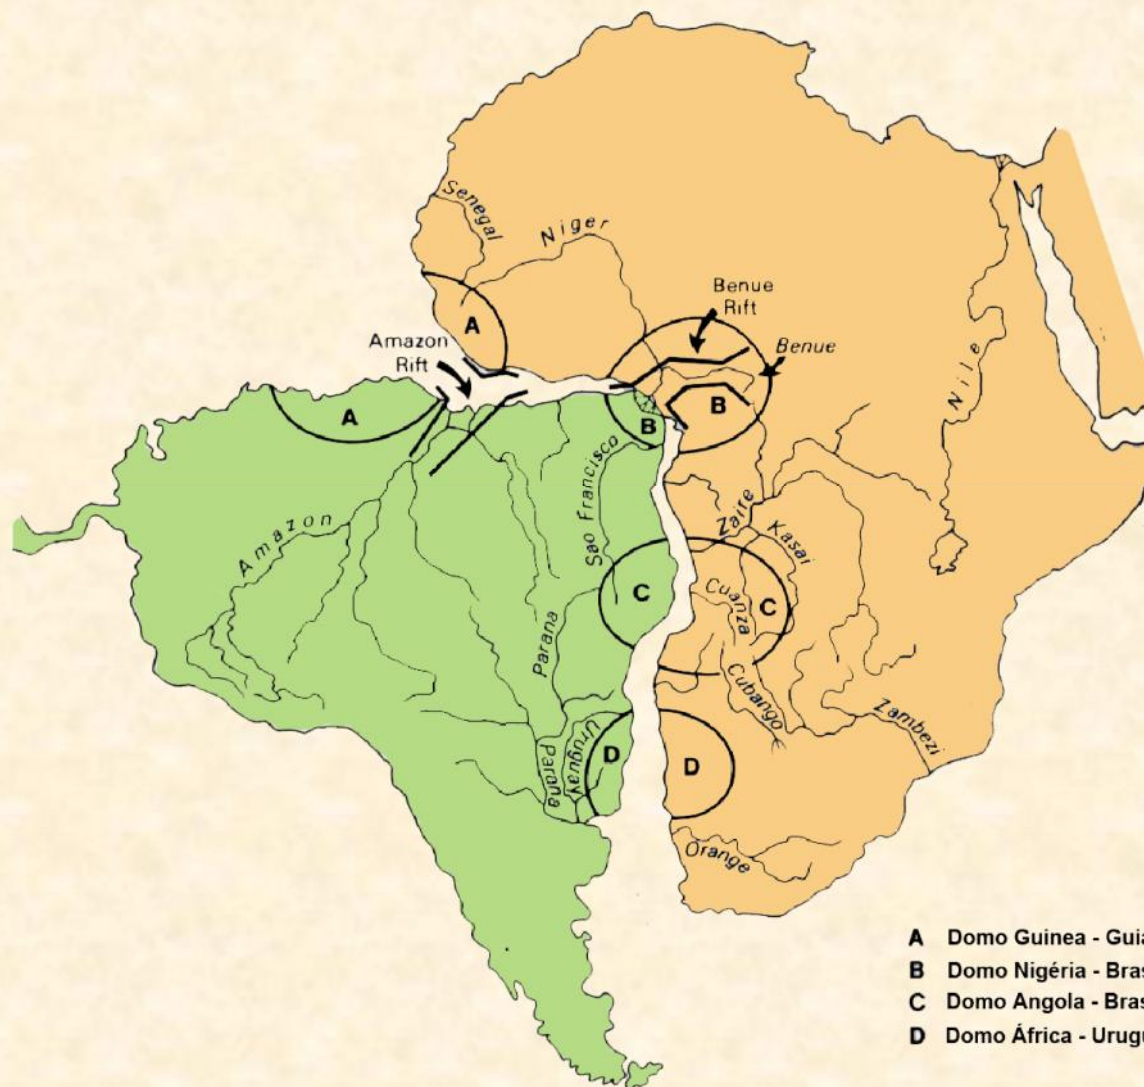 Senegal
Niger
Benue
Rift
A
Amazon
Rift
Benue
Nile
A
B
B
Sao Francisco
Zaire
Kasai
Amazon
C
Cuanza
C
Parana
Cubango
Zambezi
Uruguay
D
D
Parana
Orange
A Domo Guinea - Guia
B Domo Nigéria - Bras
C Domo Angola - Bras
D Domo África - Urugu